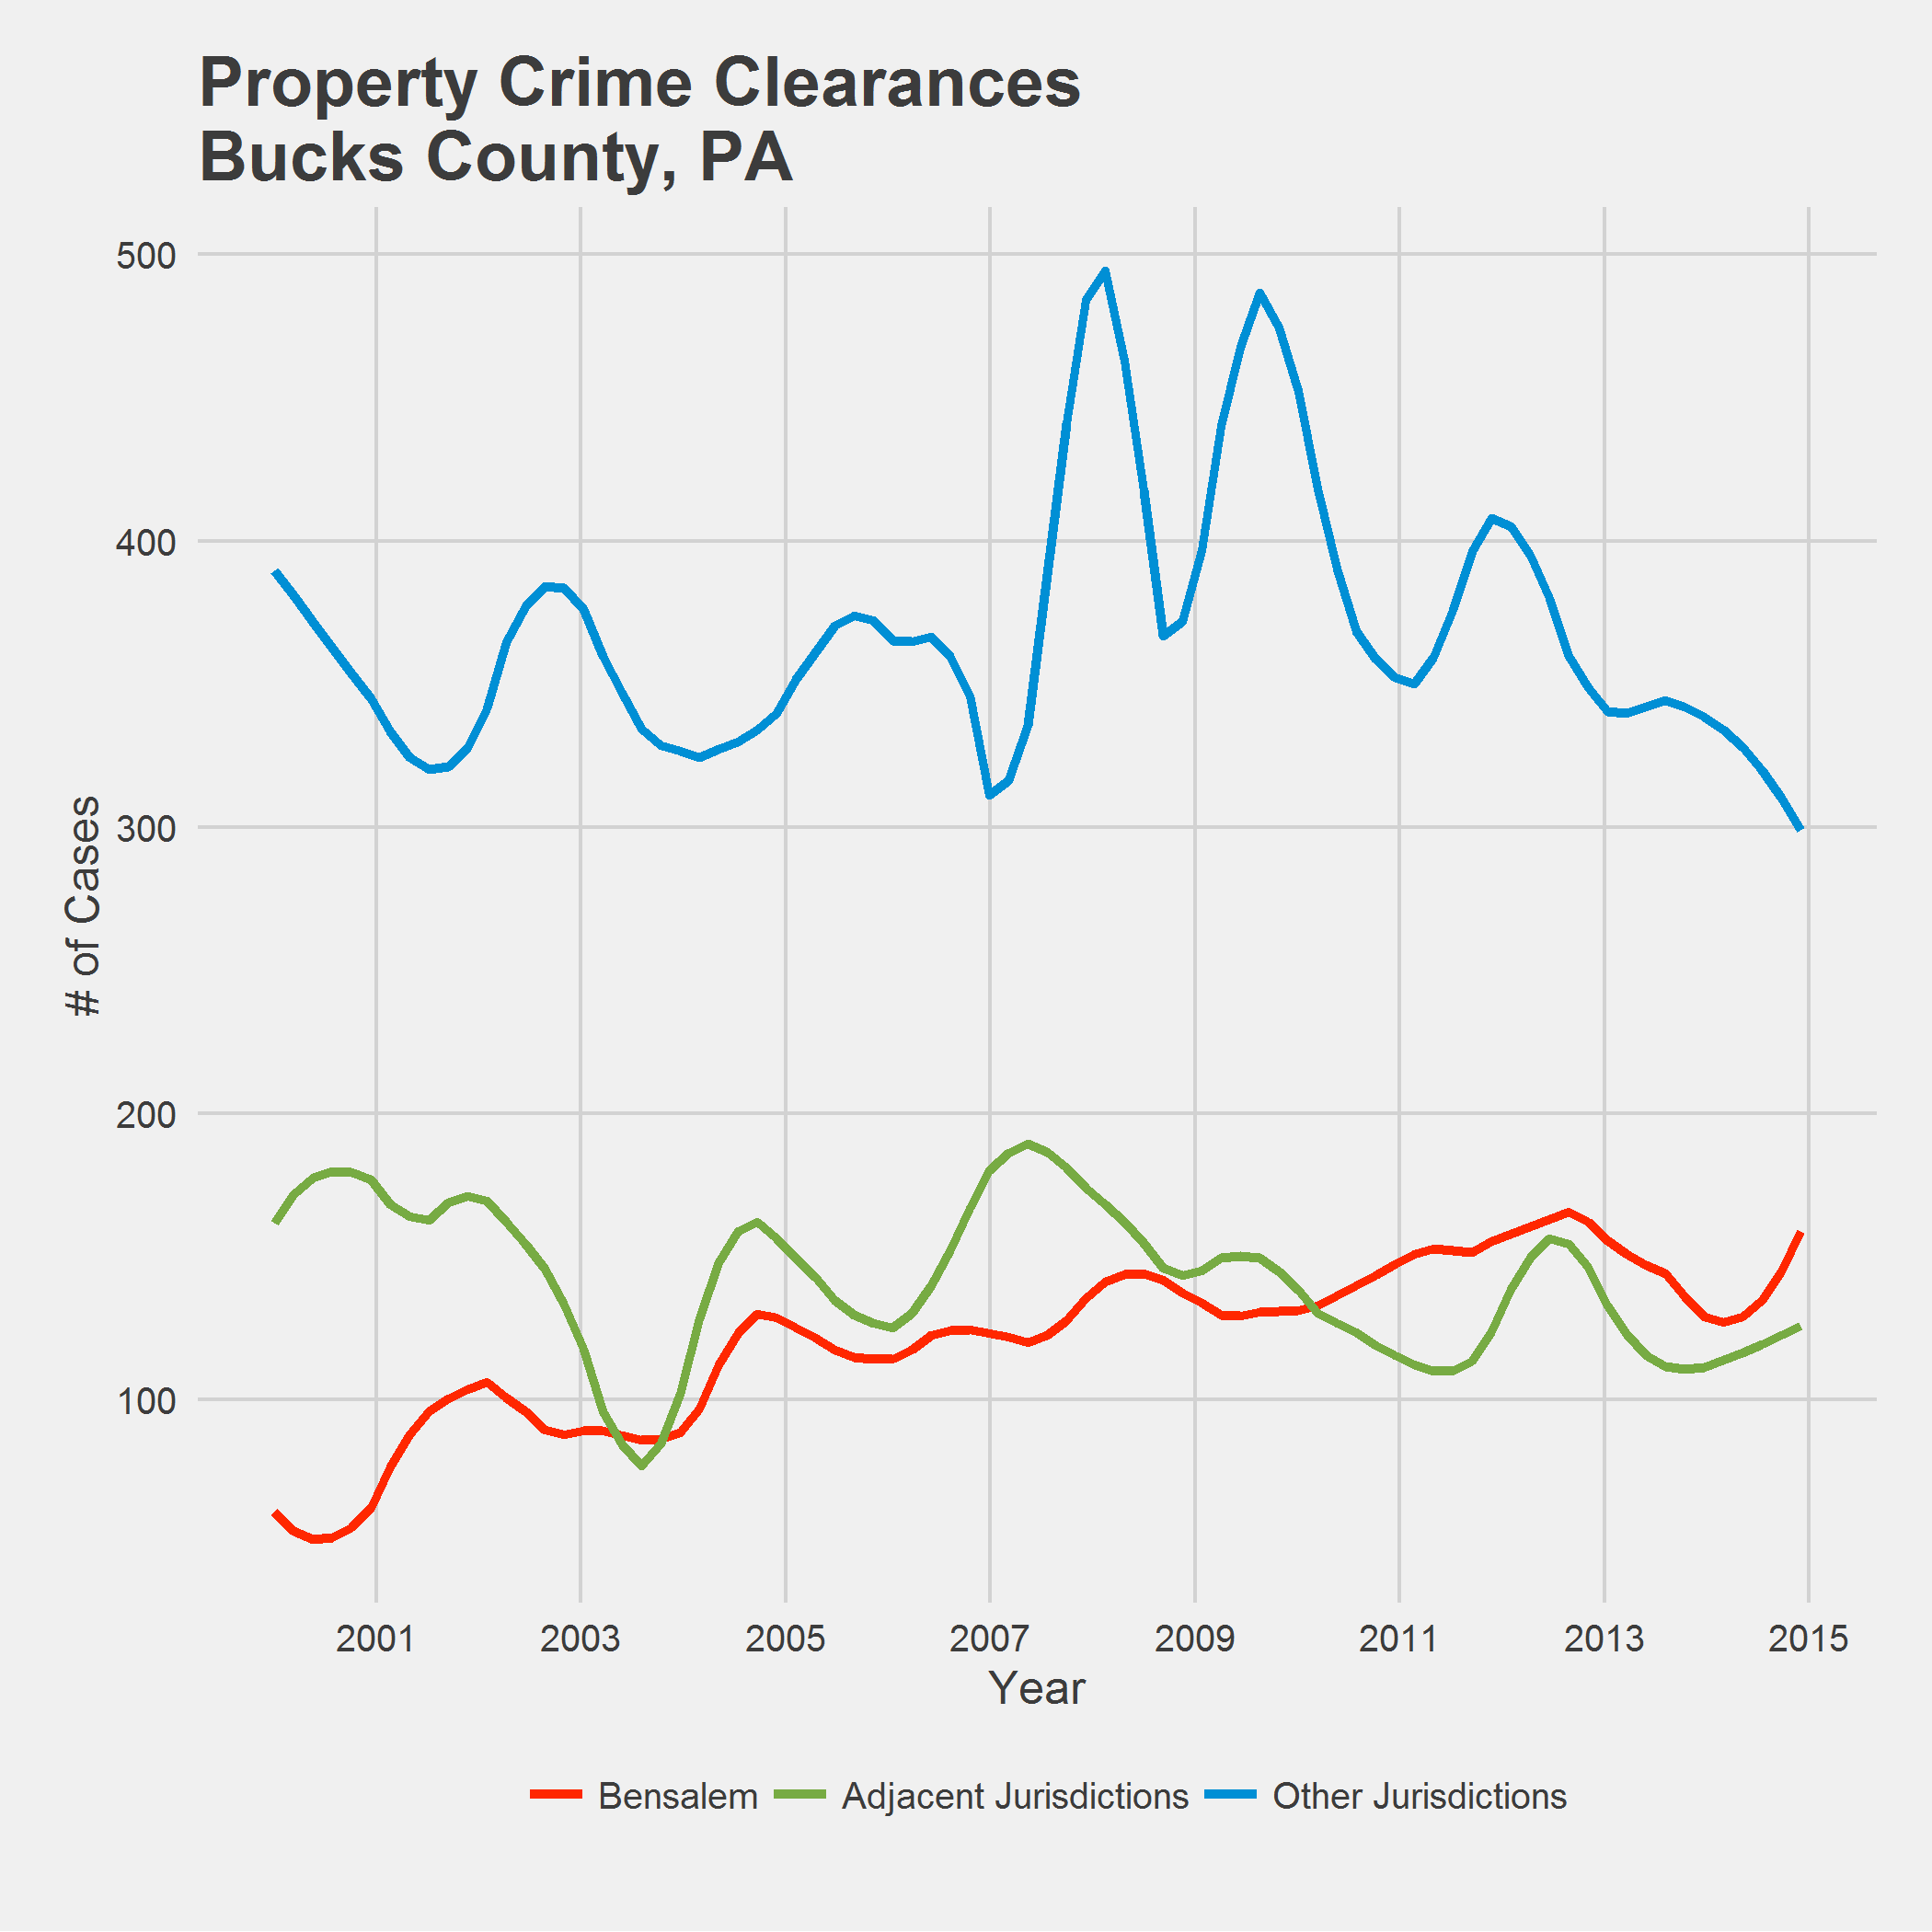 Property Crime Clearances
Bucks County, PA
500
400
300
200
100
# of Cases
2001 2003 2005 2007 2009 2011 2013 2015
Year
Bensalem Adjacent Jurisdictions Other Jurisdictions